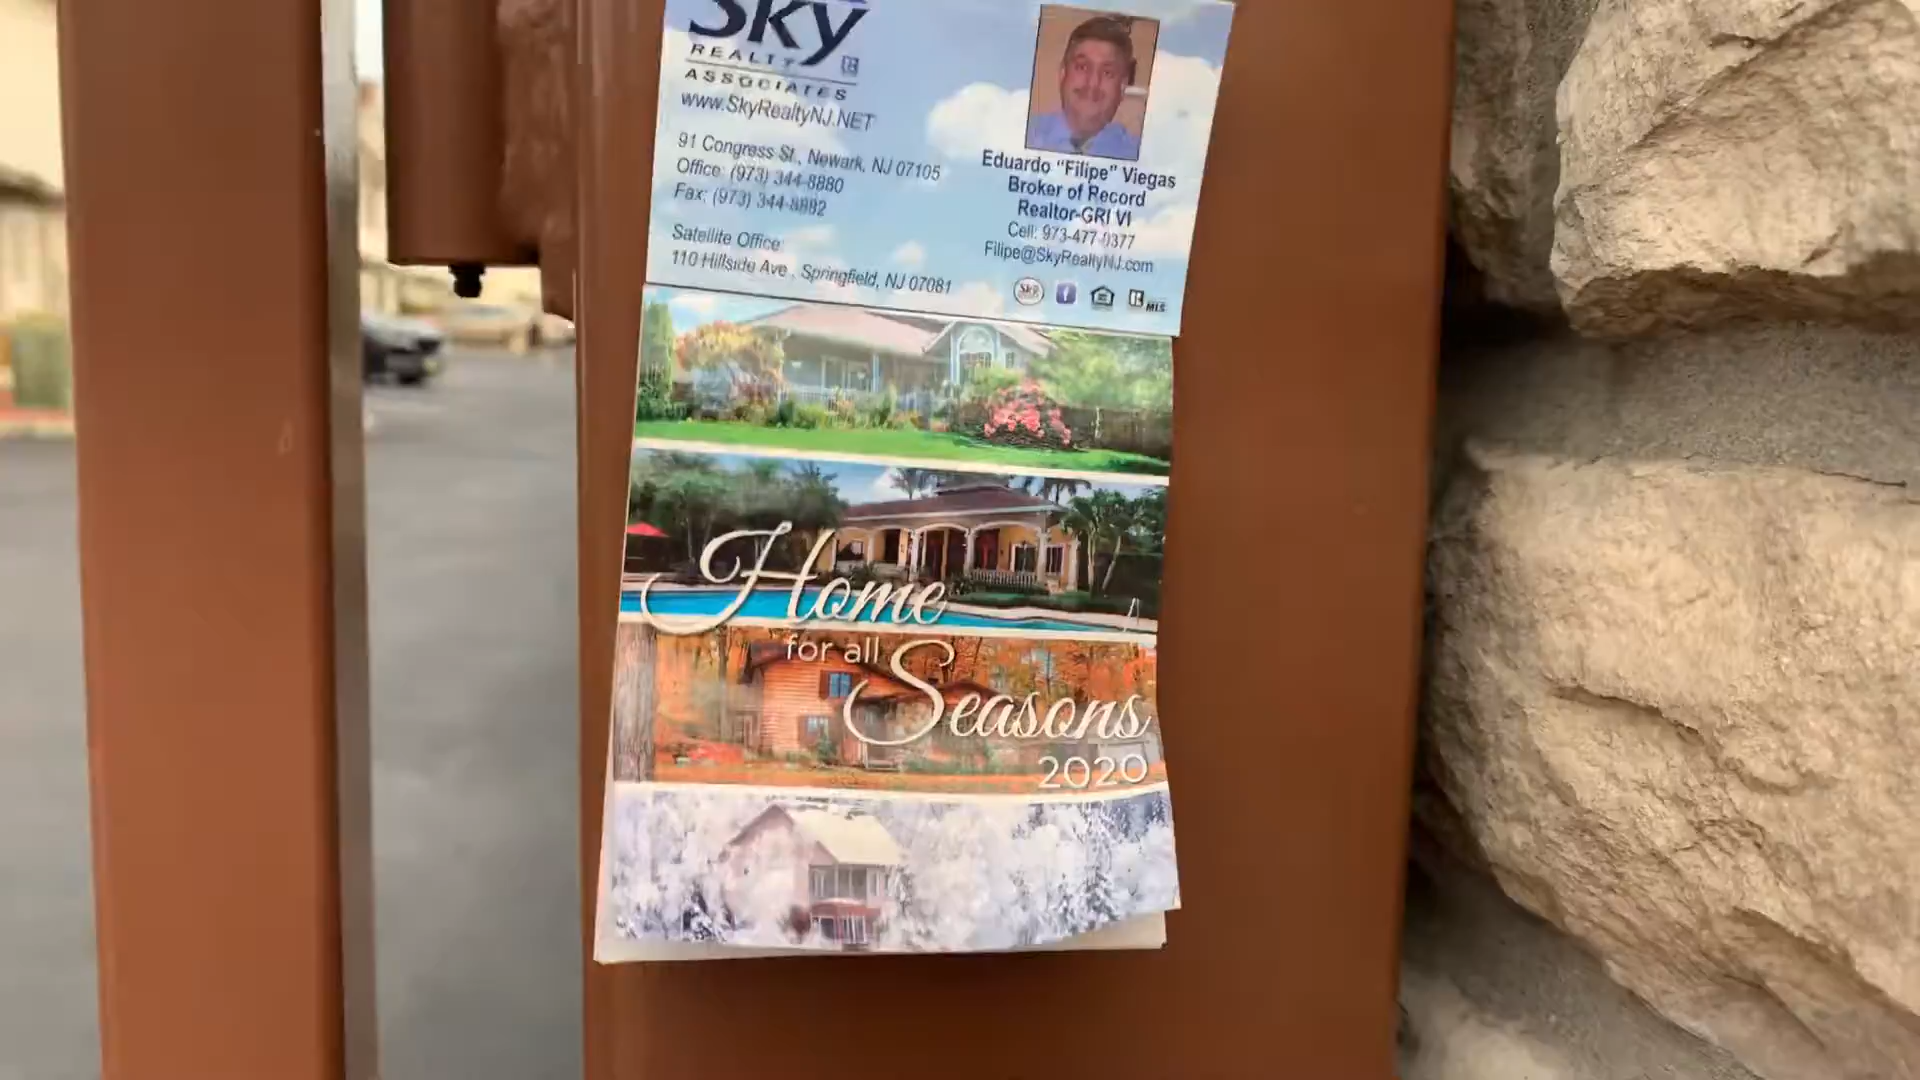 Sky
REALTY
ASSOCIATES
www.SkyRealtyNJ.NET
91 Congress St., Newark, NJ 07105
Office: (973) 344-8880
Fax: (973) 344-8882
Satellite Office:
110 Hillside Ave., Springfield, NJ 07081
Eduardo “Filipe” Viegas
Broker of Record
Realtor-GRI VI
Cell: 973-477-0377
Filipe@SkyRealtyNJ.com
Sky
f
R MLS
Home
for all
Seasons
2020